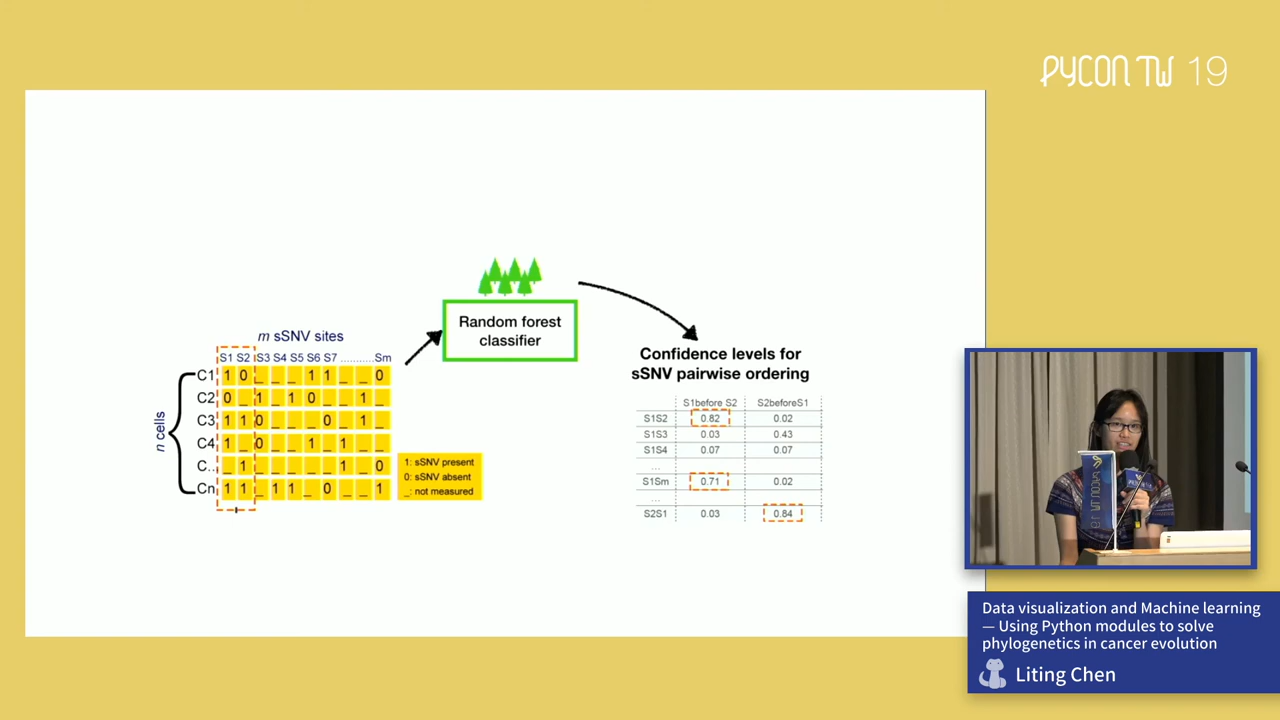 PYCON TW 19
m sSNV sites
S1 S2 S3 S4 S5 S6 S7 .......... Sm
C1 1 0 _ _ _ 1 1 _ _ 0
C2 0 _ 1 _ 1 0 _ _ 1 _
C3 1 1 0 _ _ _ 0 _ 1 _
C4 1 _ 0 _ _ 1 _ 1 _ _
C.. _ 1 _ _ _ _ _ 1 _ 0
Cn 1 1 _ 1 1 _ 0 _ _ 1
n cells
1: sSNV present
0: sSNV absent
_: not measured
Random forest
classifier
Confidence levels for
sSNV pairwise ordering
S1before S2 S2beforeS1
S1S2 0.82 0.02
S1S3 0.03 0.43
S1S4 0.07 0.07
...
S1Sm 0.71 0.02
...
S2S1 0.03 0.84
Data visualization and Machine learning
— Using Python modules to solve
phylogenetics in cancer evolution
Liting Chen